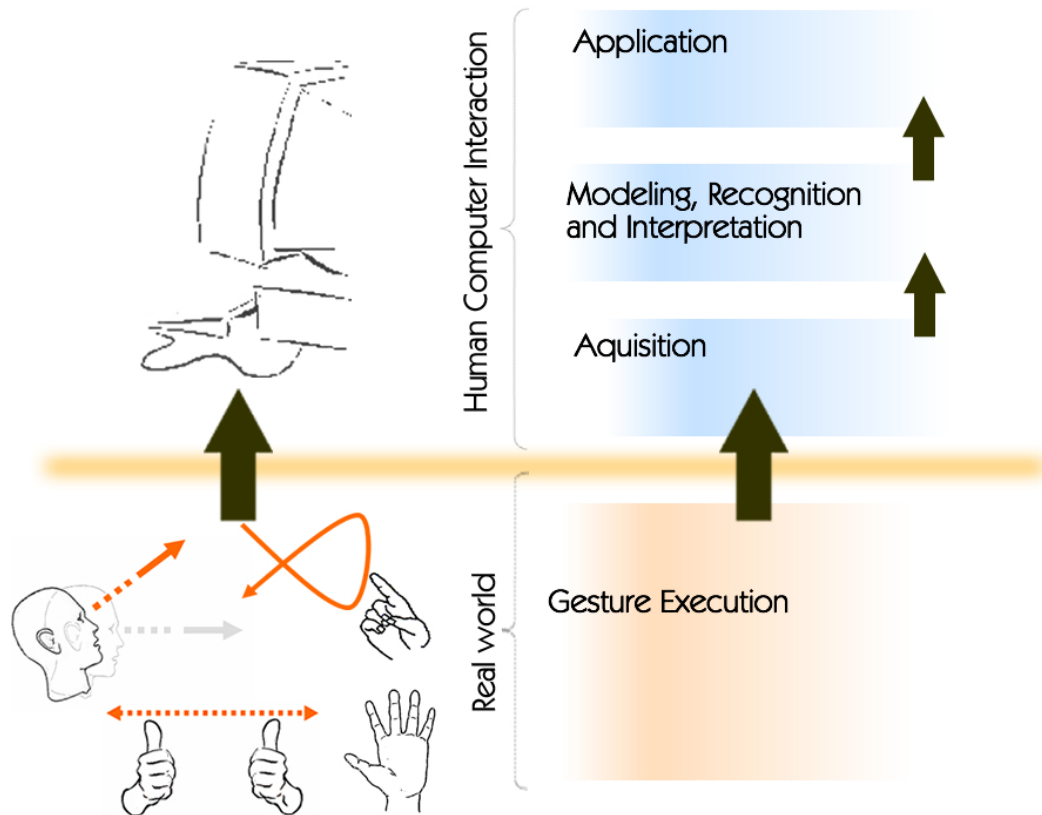 Human Computer Interaction
Application
Modeling, Recognition
and Interpretation
Aquisition
Real world
Gesture Execution